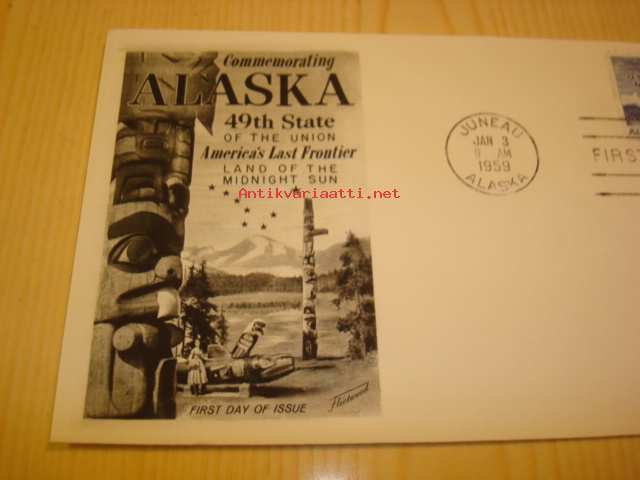 Commemorating
ALASKA
49th State
OF THE UNION
America's Last Frontier
LAND OF THE
MIDNIGHT SUN
Antikvariaatti.net
FIRST DAY OF ISSUE
Fleetwood
JUNEAU
JAN 3
AM
1959
ALASKA
FIRST